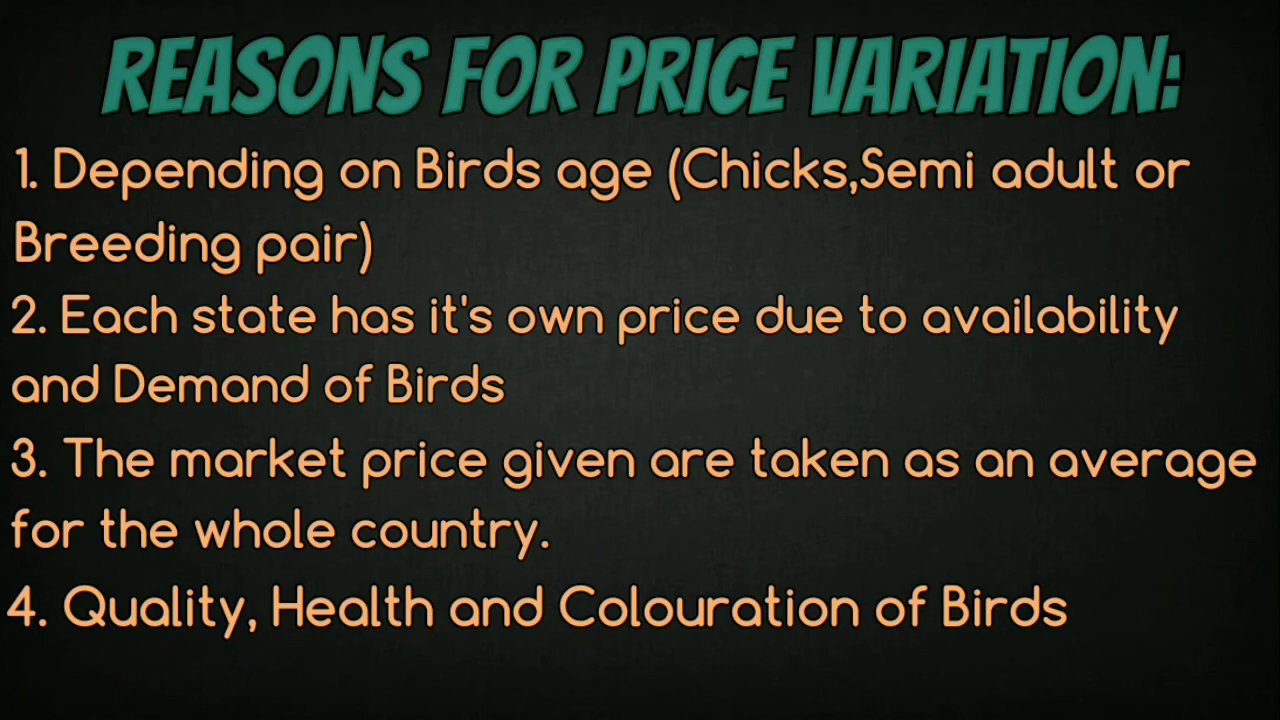 REASONS FOR PRICE VARIATION:
1. Depending on Birds age (Chicks,Semi adult or
Breeding pair)
2. Each state has it's own price due to availability
and Demand of Birds
3. The market price given are taken as an average
for the whole country.
4. Quality, Health and Colouration of Birds